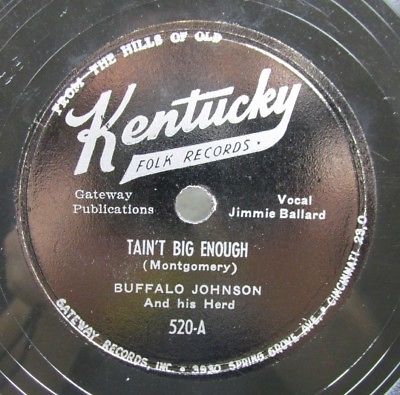 "FROM THE HILLS OF OLD
Kentucky
FOLK RECORDS.
Gateway
Publications
Vocal
Jimmie Ballard
TAIN'T BIG ENOUGH
(Montgomery)
BUFFALO JOHNSON
And his Herd
520-A
GATEWAY RECORDS, INC. • 3930 SPRING GROVE AVE. • CINCINNATI 23, O.